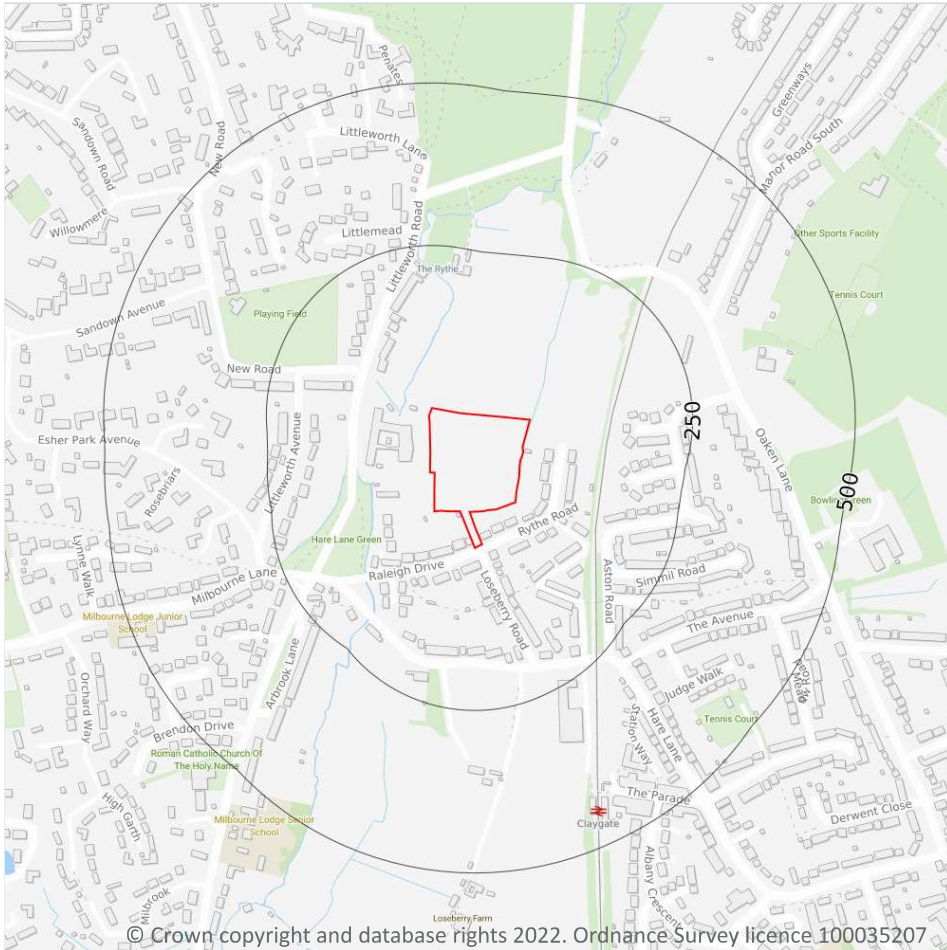 Penates
Greenways
Sandown Road
New Road
Littleworth Lane
Manor Road South
Willowmere
Littlemead
Littleworth Road
Other Sports Facility
The Rythe
Tennis Court
Sandown Avenue
Playing Field
New Road
250
Esher Park Avenue
Littleworth Avenue
Oaken Lane
Rosebriars
500
Bowling Green
Rythe Road
Hare Lane Green
Lynne Walk
Raleigh Drive
Milbourne Lane
Loseberry Road
Aston Road
Simmil Road
Milbourne Lodge Junior
School
The Avenue
Arbrook Lane
Orchard Way
Judge Walk
Mead
Road
Brendon Drive
Station Way
Hare Lane
Tennis Court
Roman Catholic Church Of
The Holy Name
High Garth
The Parade
Milbourne Lodge Senior
School
Claygate
Derwent Close
Milbrook
Albany Crescent
Loseberry Farm
© Crown copyright and database rights 2022. Ordnance Survey licence 100035207